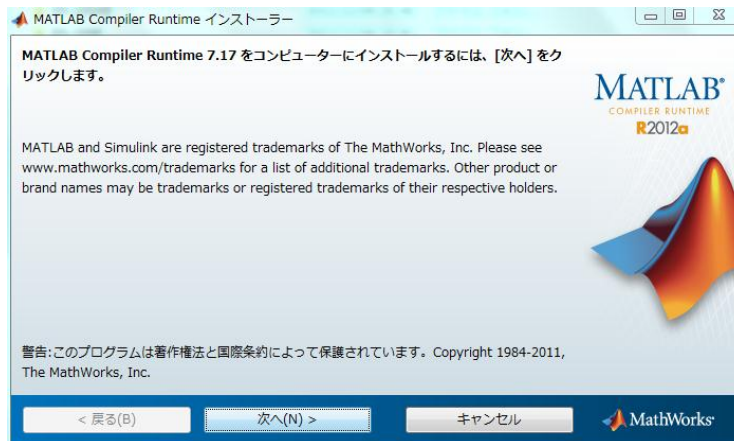 MATLAB Compiler Runtime インストーラー
MATLAB Compiler Runtime 7.17 をコンピューターにインストールするには、[次へ] をク
リックします。
MATLAB®
COMPILER RUNTIME
R2012a
MATLAB and Simulink are registered trademarks of The MathWorks, Inc. Please see
www.mathworks.com/trademarks for a list of additional trademarks. Other product or
brand names may be trademarks or registered trademarks of their respective holders.
警告:このプログラムは著作権法と国際条約によって保護されています。Copyright 1984-2011,
The MathWorks, Inc.
< 戻る(B)
次へ(N) >
キャンセル
MathWorks®